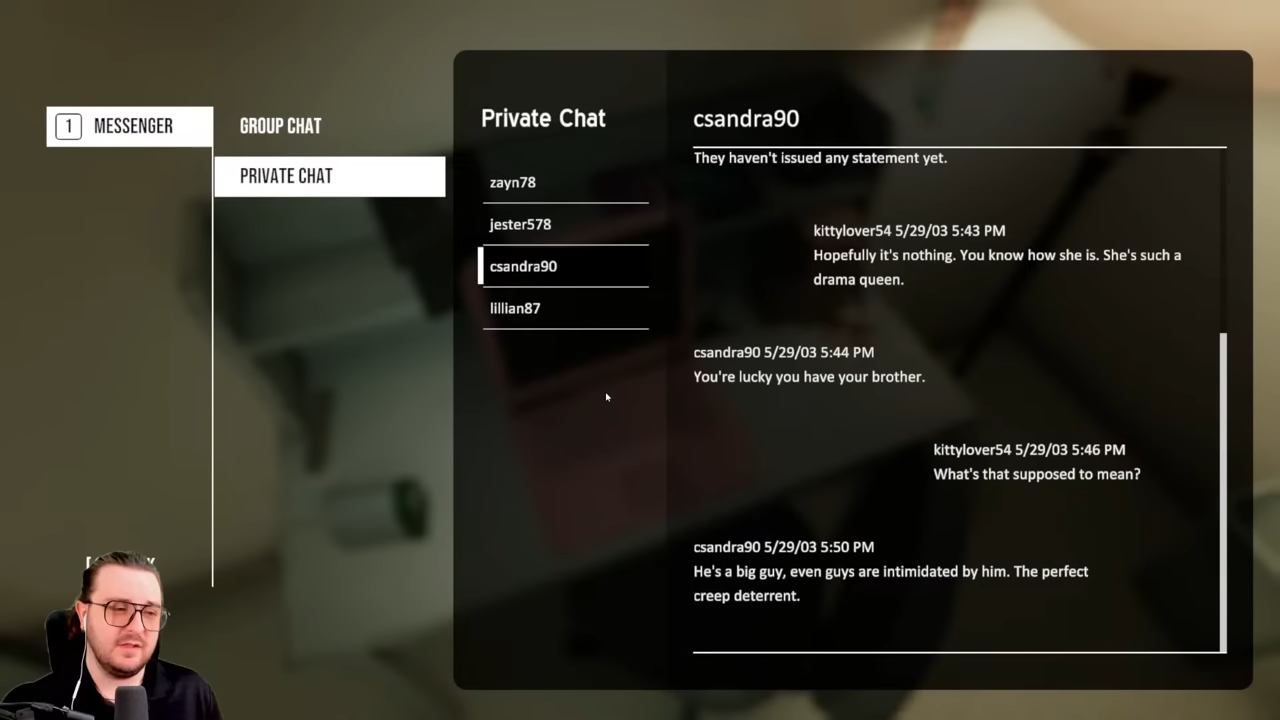 1 MESSENGER
GROUP CHAT
PRIVATE CHAT
Private Chat
zayn78
jester578
csandra90
lillian87
csandra90
They haven't issued any statement yet.
kittylover54 5/29/03 5:43 PM
Hopefully it's nothing. You know how she is. She's such a
drama queen.
csandra90 5/29/03 5:44 PM
You're lucky you have your brother.
kittylover54 5/29/03 5:46 PM
What's that supposed to mean?
csandra90 5/29/03 5:50 PM
He's a big guy, even guys are intimidated by him. The perfect
creep deterrent.